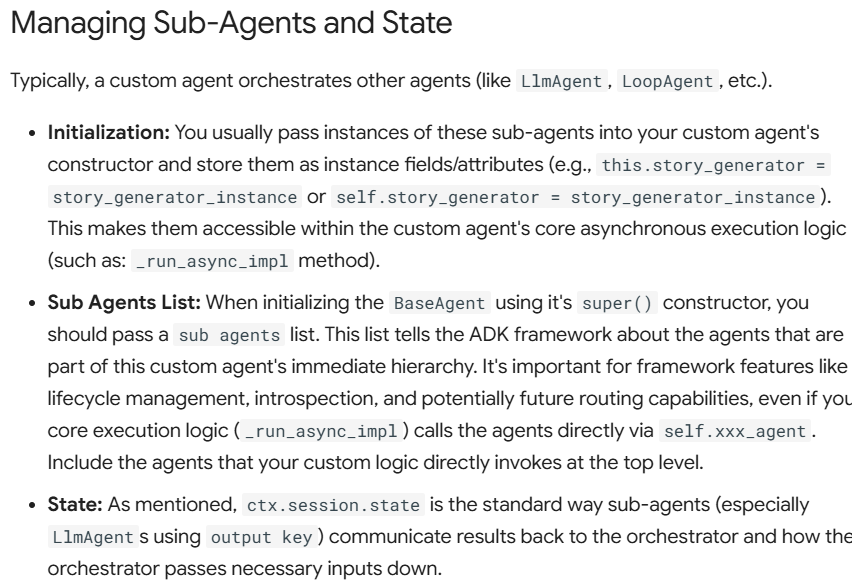 Managing Sub-Agents and State
Typically, a custom agent orchestrates other agents (like LlmAgent, LoopAgent, etc.).
• Initialization: You usually pass instances of these sub-agents into your custom agent's
constructor and store them as instance fields/attributes (e.g., this.story_generator =
story_generator_instance or self.story_generator = story_generator_instance).
This makes them accessible within the custom agent's core asynchronous execution logic
(such as: _run_async_impl method).
• Sub Agents List: When initializing the BaseAgent using it's super() constructor, you
should pass a sub agents list. This list tells the ADK framework about the agents that are
part of this custom agent's immediate hierarchy. It's important for framework features like
lifecycle management, introspection, and potentially future routing capabilities, even if you
core execution logic (_run_async_impl) calls the agents directly via self.xxx_agent.
Include the agents that your custom logic directly invokes at the top level.
• State: As mentioned, ctx.session.state is the standard way sub-agents (especially
LlmAgents using output key) communicate results back to the orchestrator and how the
orchestrator passes necessary inputs down.